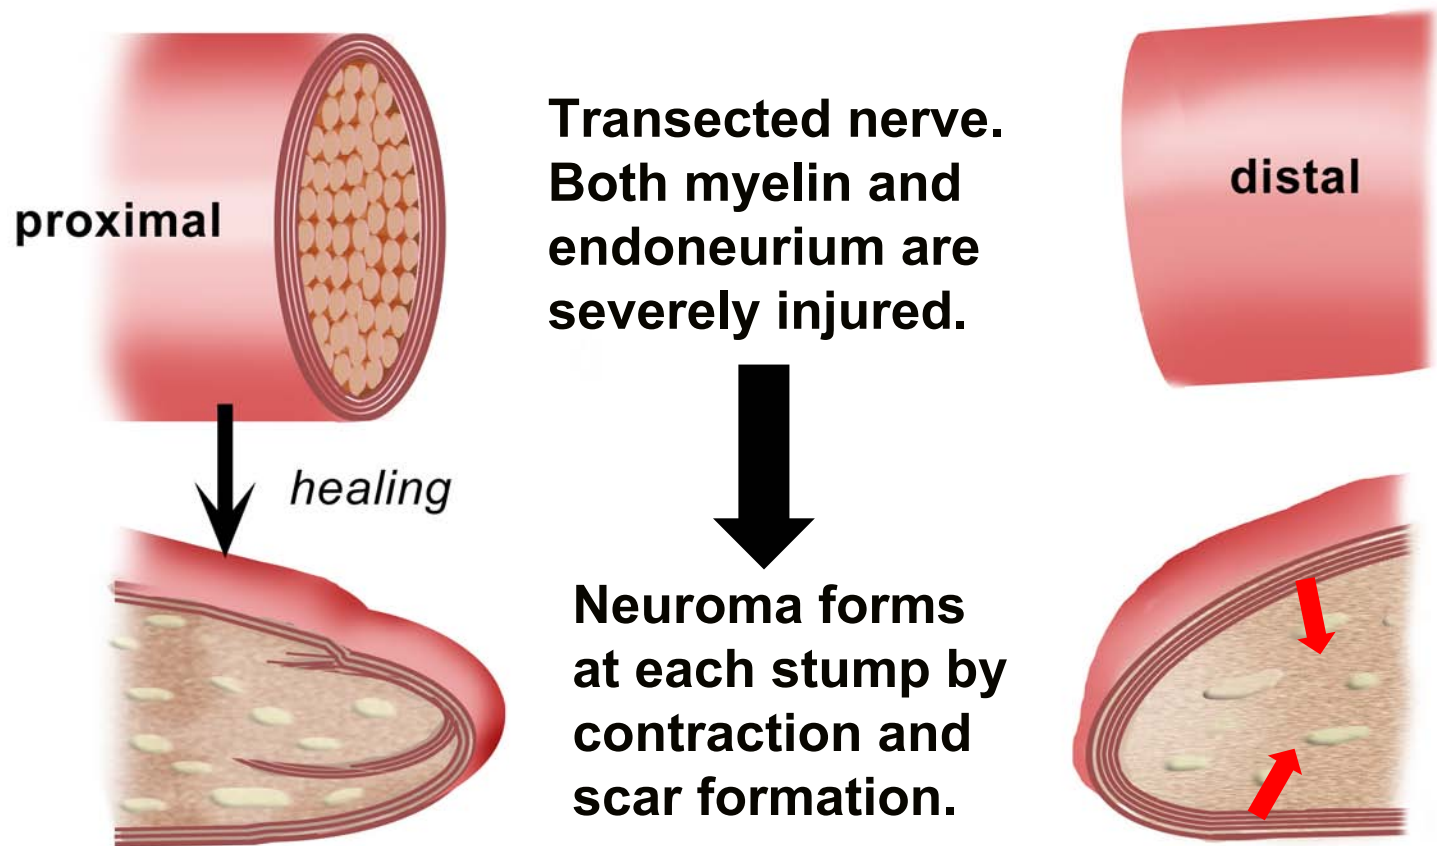 proximal
Transected nerve.
Both myelin and
endoneurium are
severely injured.
distal
healing
Neuroma forms
at each stump by
contraction and
scar formation.